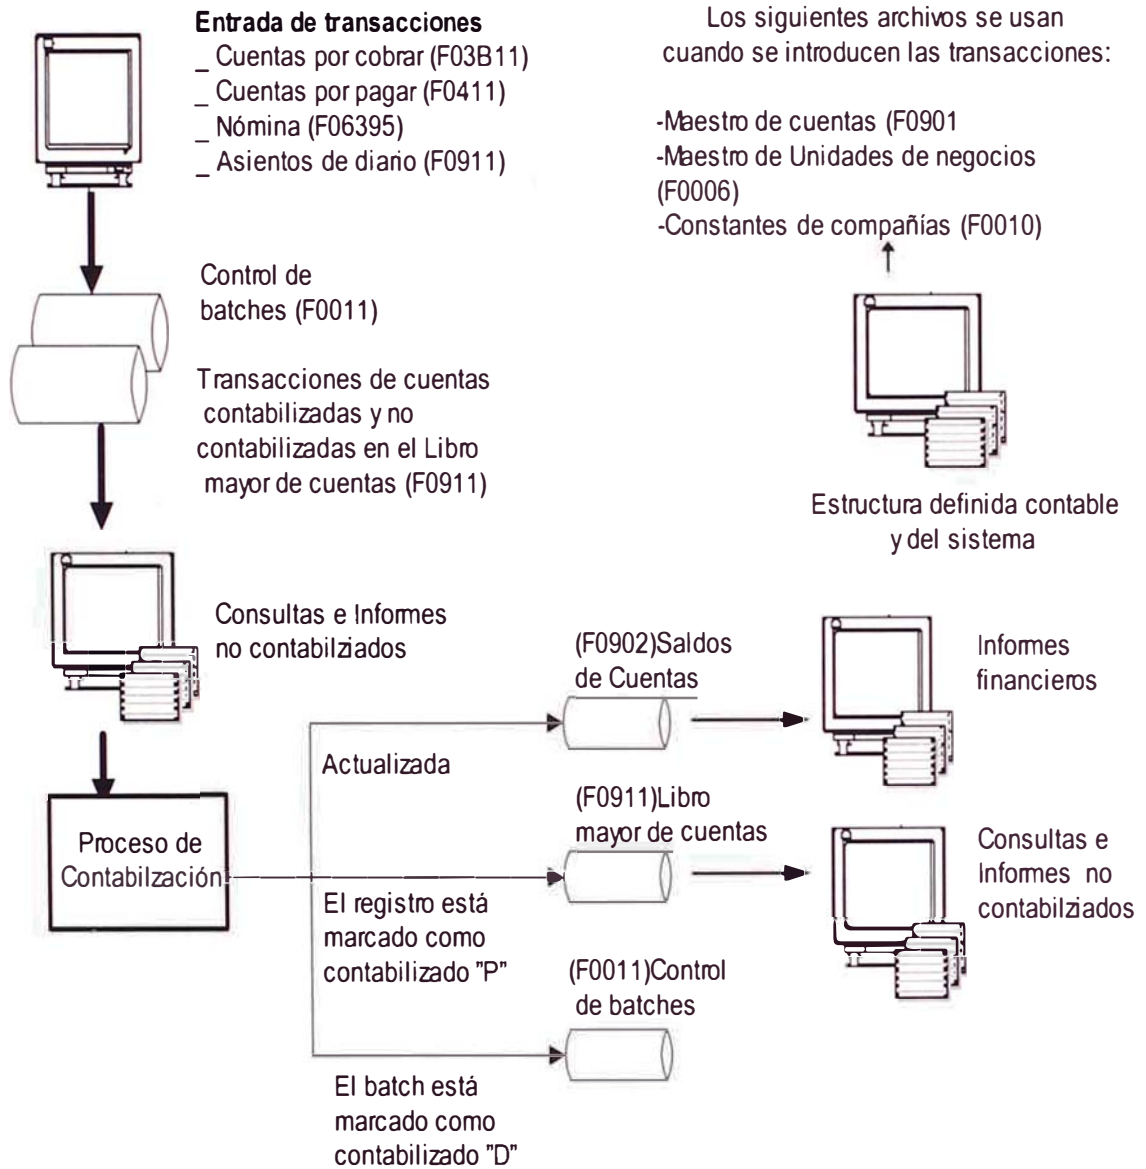 Entrada de transacciones
_ Cuentas por cobrar (F03B11)
_ Cuentas por pagar (F0411)
_ Nómina (F06395)
_ Asientos de diario (F0911)
Los siguientes archivos se usan
cuando se introducen las transacciones:
-Maestro de cuentas (F0901
-Maestro de Unidades de negocios
(F0006)
-Constantes de compañías (F0010)
Control de
batches (F0011)
Transacciones de cuentas
contabilizadas y no
contabilizadas en el Libro
mayor de cuentas (F0911)
Estructura definida contable
y del sistema
Consultas e Informes
no contabilziados
(F0902)Saldos
de Cuentas
Informes
financieros
Actualizada
(F0911)Libro
mayor de cuentas
Consultas e
Informes no
contabilziados
Proceso de
Contabilzación
El registro está
marcado como
contabilizado "P"
(F0011)Control
de batches
El batch está
marcado como
contabilizado "D"